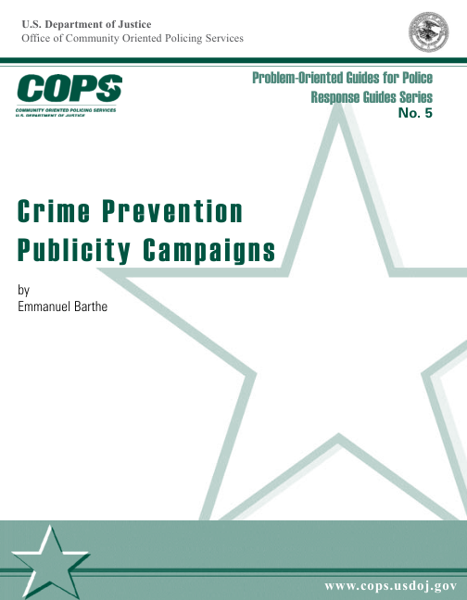 U.S. Department of Justice
Office of Community Oriented Policing Services
COPS
COMMUNITY ORIENTED POLICING SERVICES
U.S. DEPARTMENT OF JUSTICE
Problem-Oriented Guides for Police
Response Guides Series
No. 5
Crime Prevention
Publicity Campaigns
by
Emmanuel Barthe
www.cops.usdoj.gov